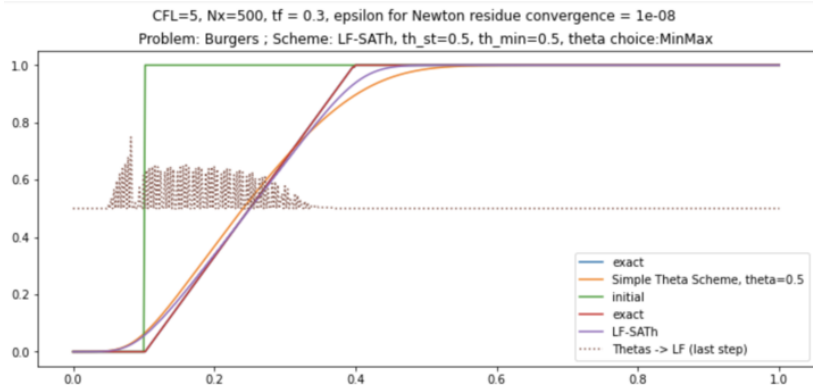 CFL=5, Nx=500, tf = 0.3, epsilon for Newton residue convergence = 1e-08
Problem: Burgers ; Scheme: LF-SATh, th_st=0.5, th_min=0.5, theta choice:MinMax
1.0
0.8
0.6
0.4
0.2
0.0
exact
Simple Theta Scheme, theta=0.5
initial
exact
LF-SATh
Thetas -> LF (last step)
0.0 0.2 0.4 0.6 0.8 1.0